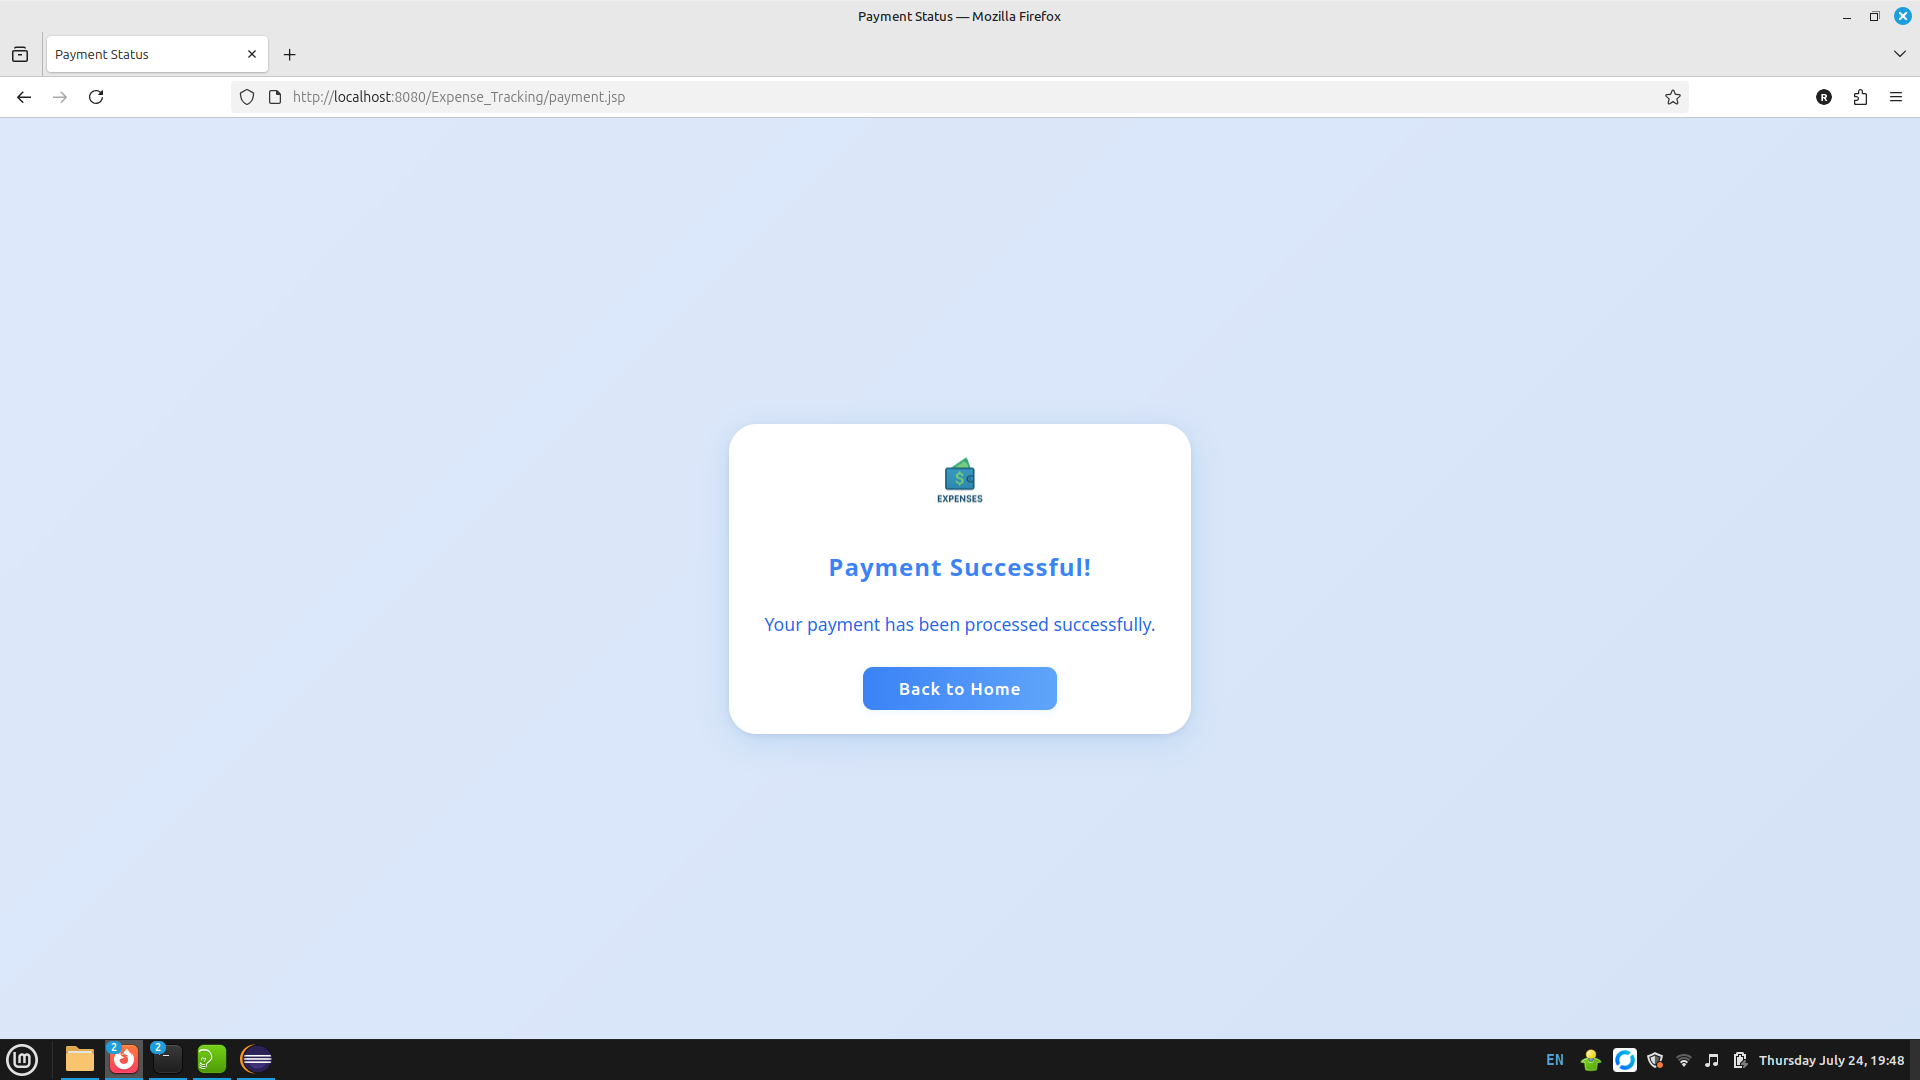 Payment Status — Mozilla Firefox
Payment Status
http://localhost:8080/Expense_Tracking/payment.jsp
R
$
EXPENSES
Payment Successful!
Your payment has been processed successfully.
Back to Home
2
2
lm
EN
Thursday July 24, 19:48